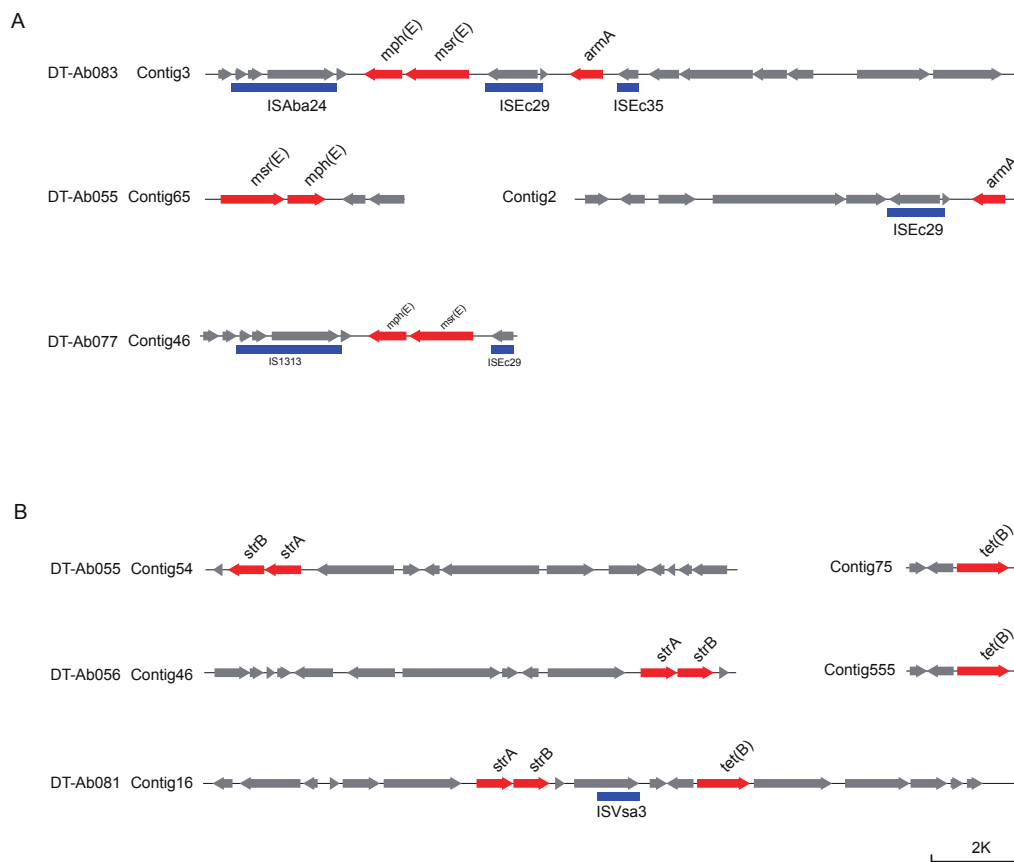 A
mph(E) msr(E) armA
DT-Ab083 Contig3
ISAba24 ISEc29 ISEc35
msr(E) mph(E) armA
DT-Ab055 Contig65 Contig2
ISEc29
mph(E) msr(E)
DT-Ab077 Contig46
IS1313 ISEc29
B
strB strA tet(B)
DT-Ab055 Contig54 Contig75
strA strB tet(B)
DT-Ab056 Contig46 Contig555
strA strB tet(B)
DT-Ab081 Contig16
ISVsa3
2K